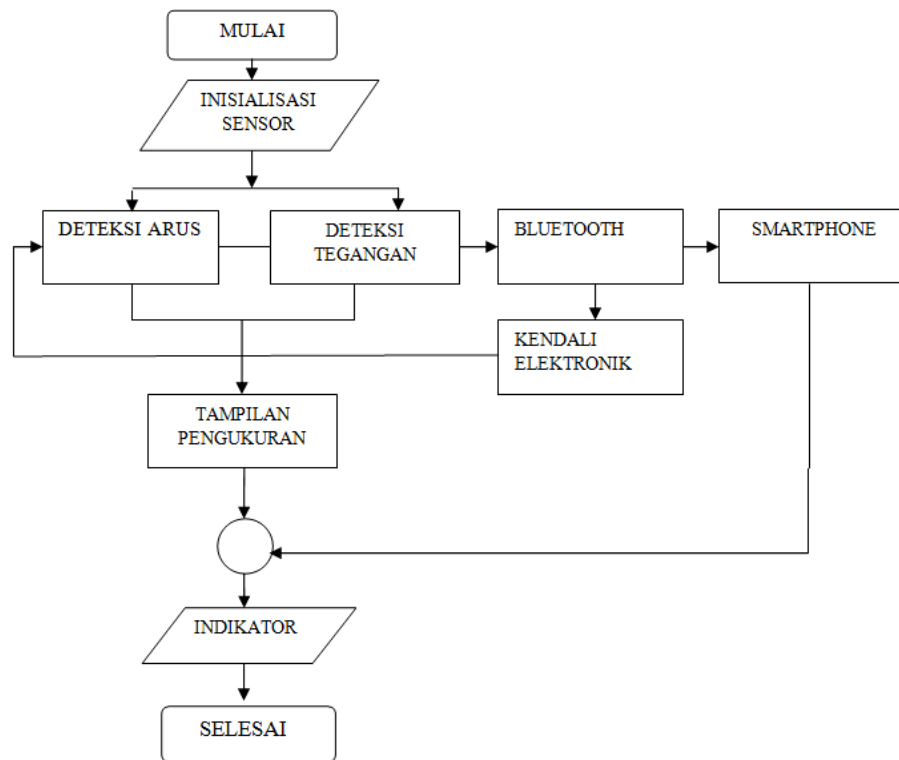 MULAI
INISIALISASI
SENSOR
DETEKSI ARUS
DETEKSI
TEGANGAN
BLUETOOTH
SMARTPHONE
KENDALI
ELEKTRONIK
TAMPILAN
PENGUKURAN
INDIKATOR
SELESAI